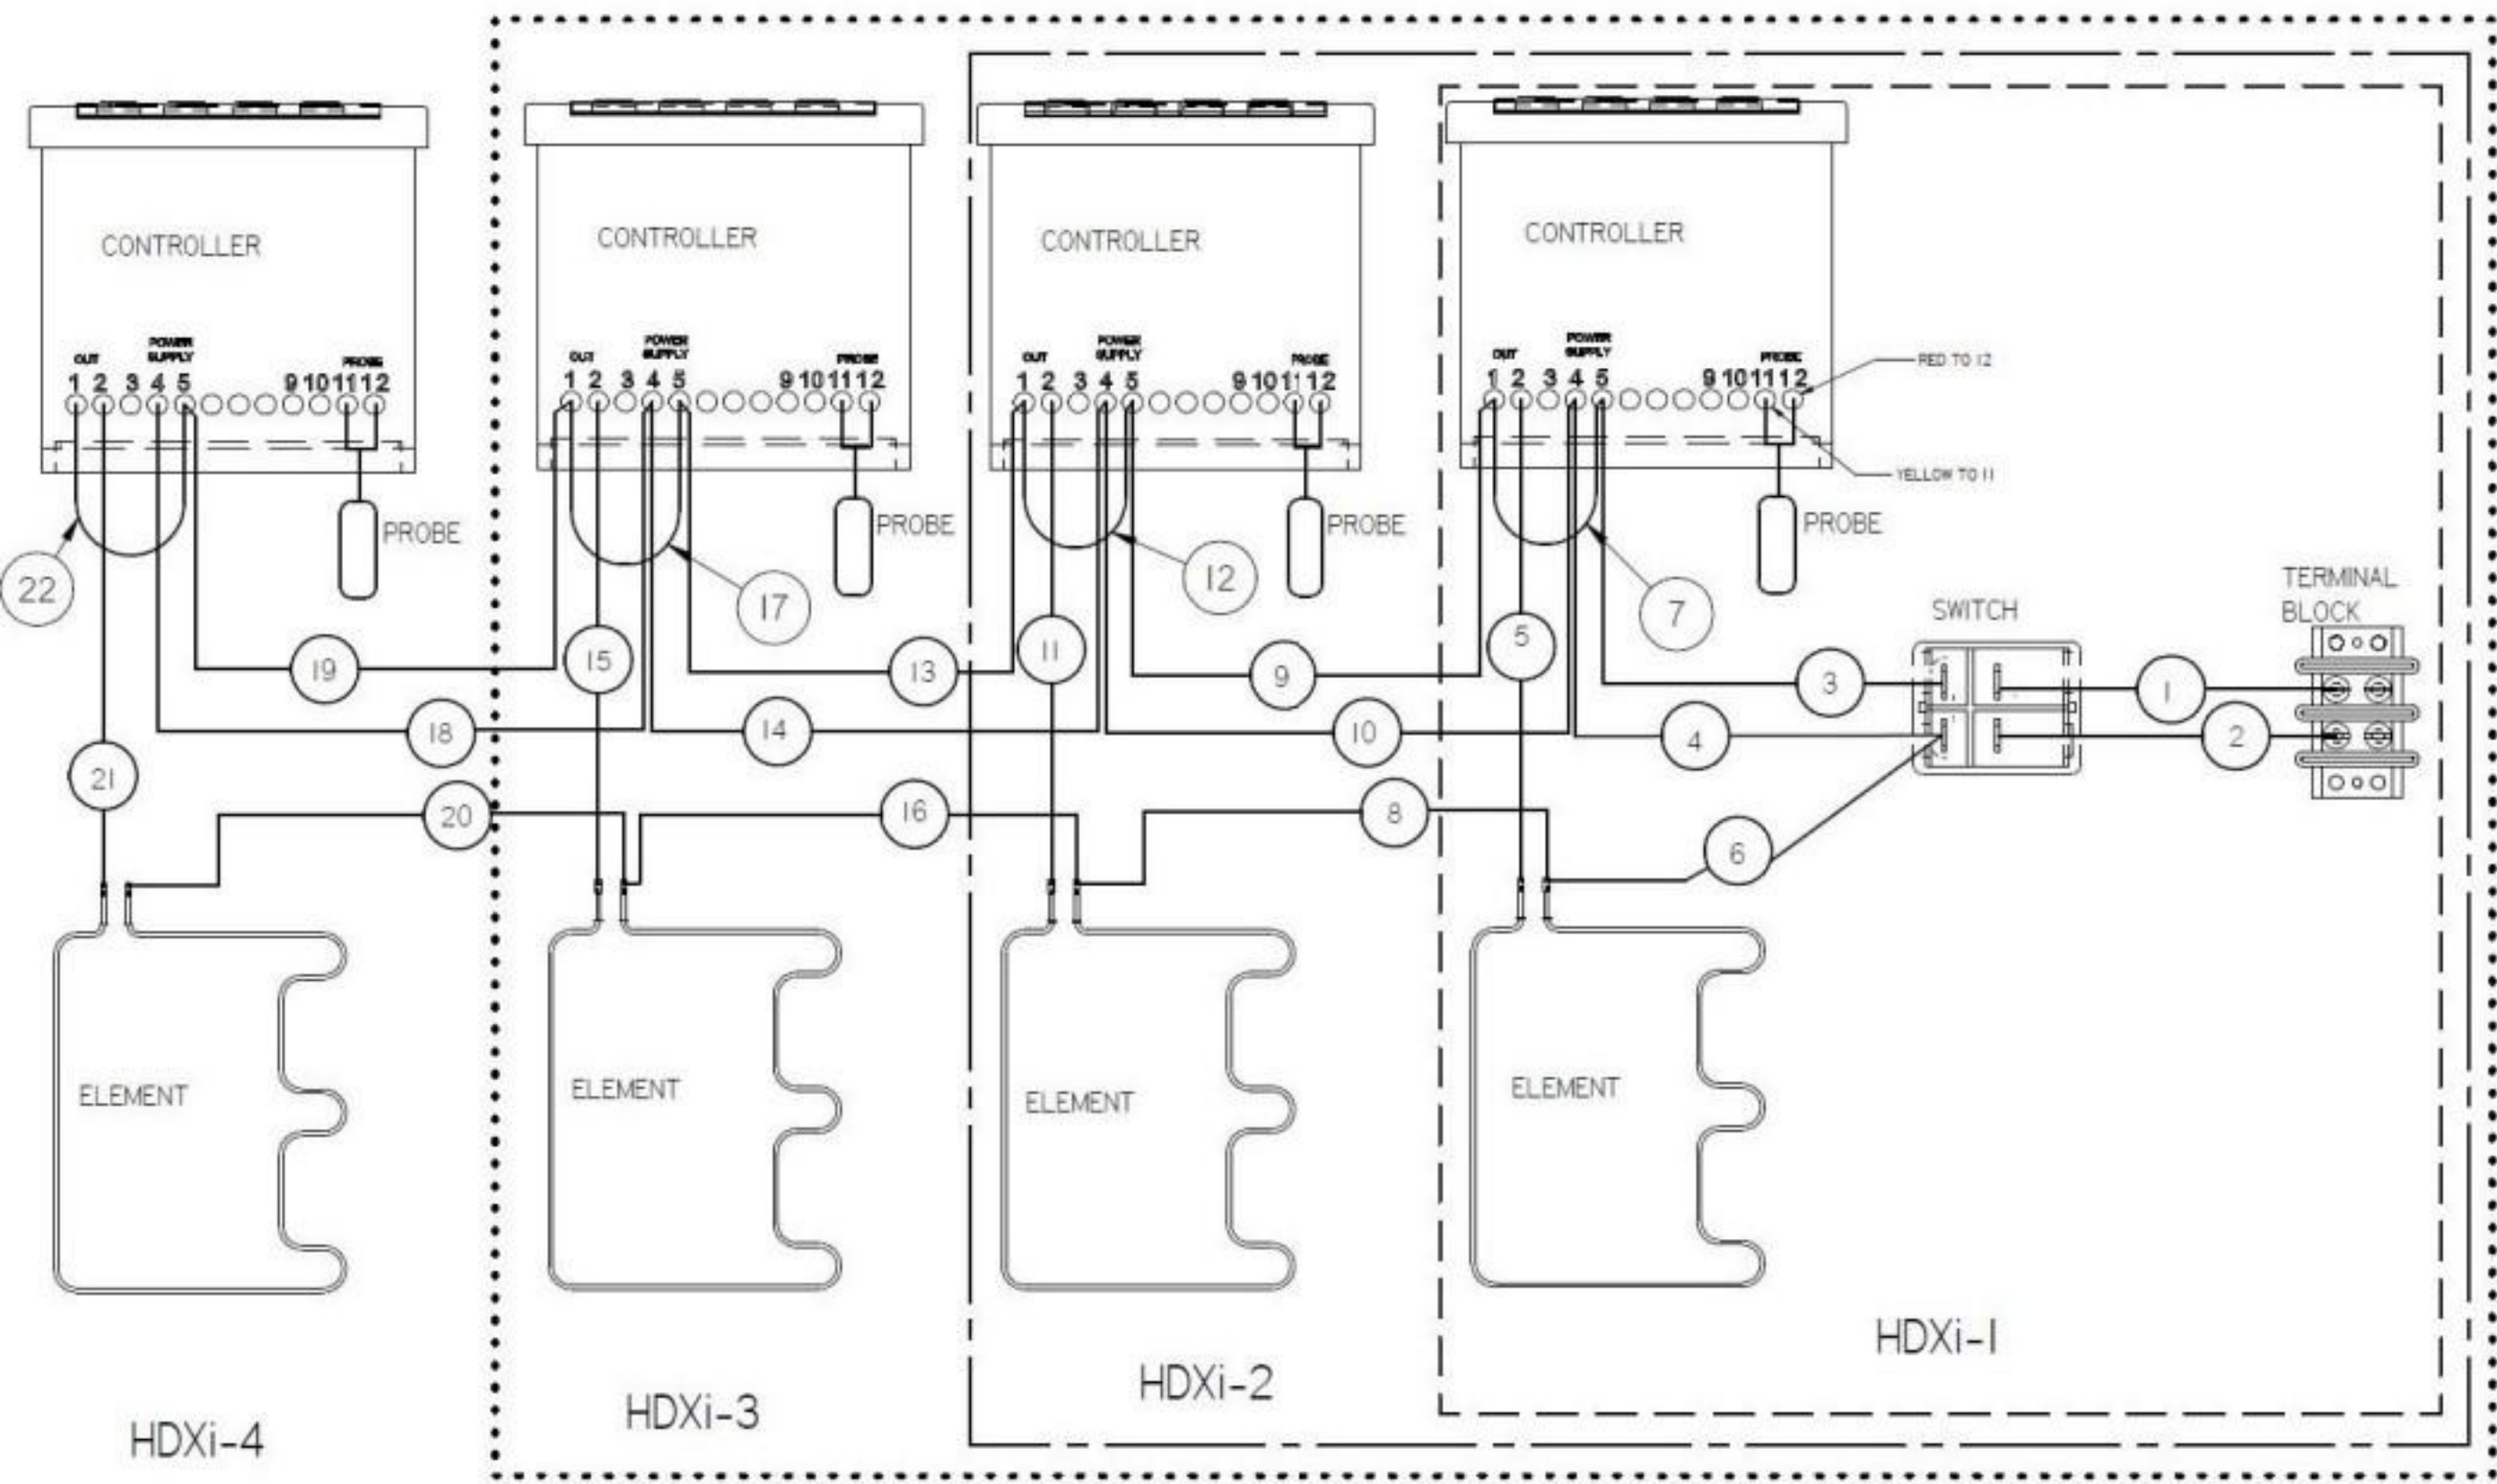 CONTROLLER
OUT
POWER
SUPPLY
PROBE
1 2 3 4 5 9 10 11 12
PROBE
22
19
18
21
20
ELEMENT
HDXi-4
CONTROLLER
OUT
POWER
SUPPLY
PROBE
1 2 3 4 5 9 10 11 12
PROBE
17
15
13
14
16
ELEMENT
HDXi-3
CONTROLLER
OUT
POWER
SUPPLY
PROBE
1 2 3 4 5 9 10 11 12
PROBE
12
11
9
10
8
ELEMENT
HDXi-2
CONTROLLER
OUT
POWER
SUPPLY
PROBE
1 2 3 4 5 9 10 11 12
RED TO 12
YELLOW TO 11
PROBE
7
5
3
4
6
SWITCH
1
2
TERMINAL
BLOCK
ELEMENT
HDXi-1